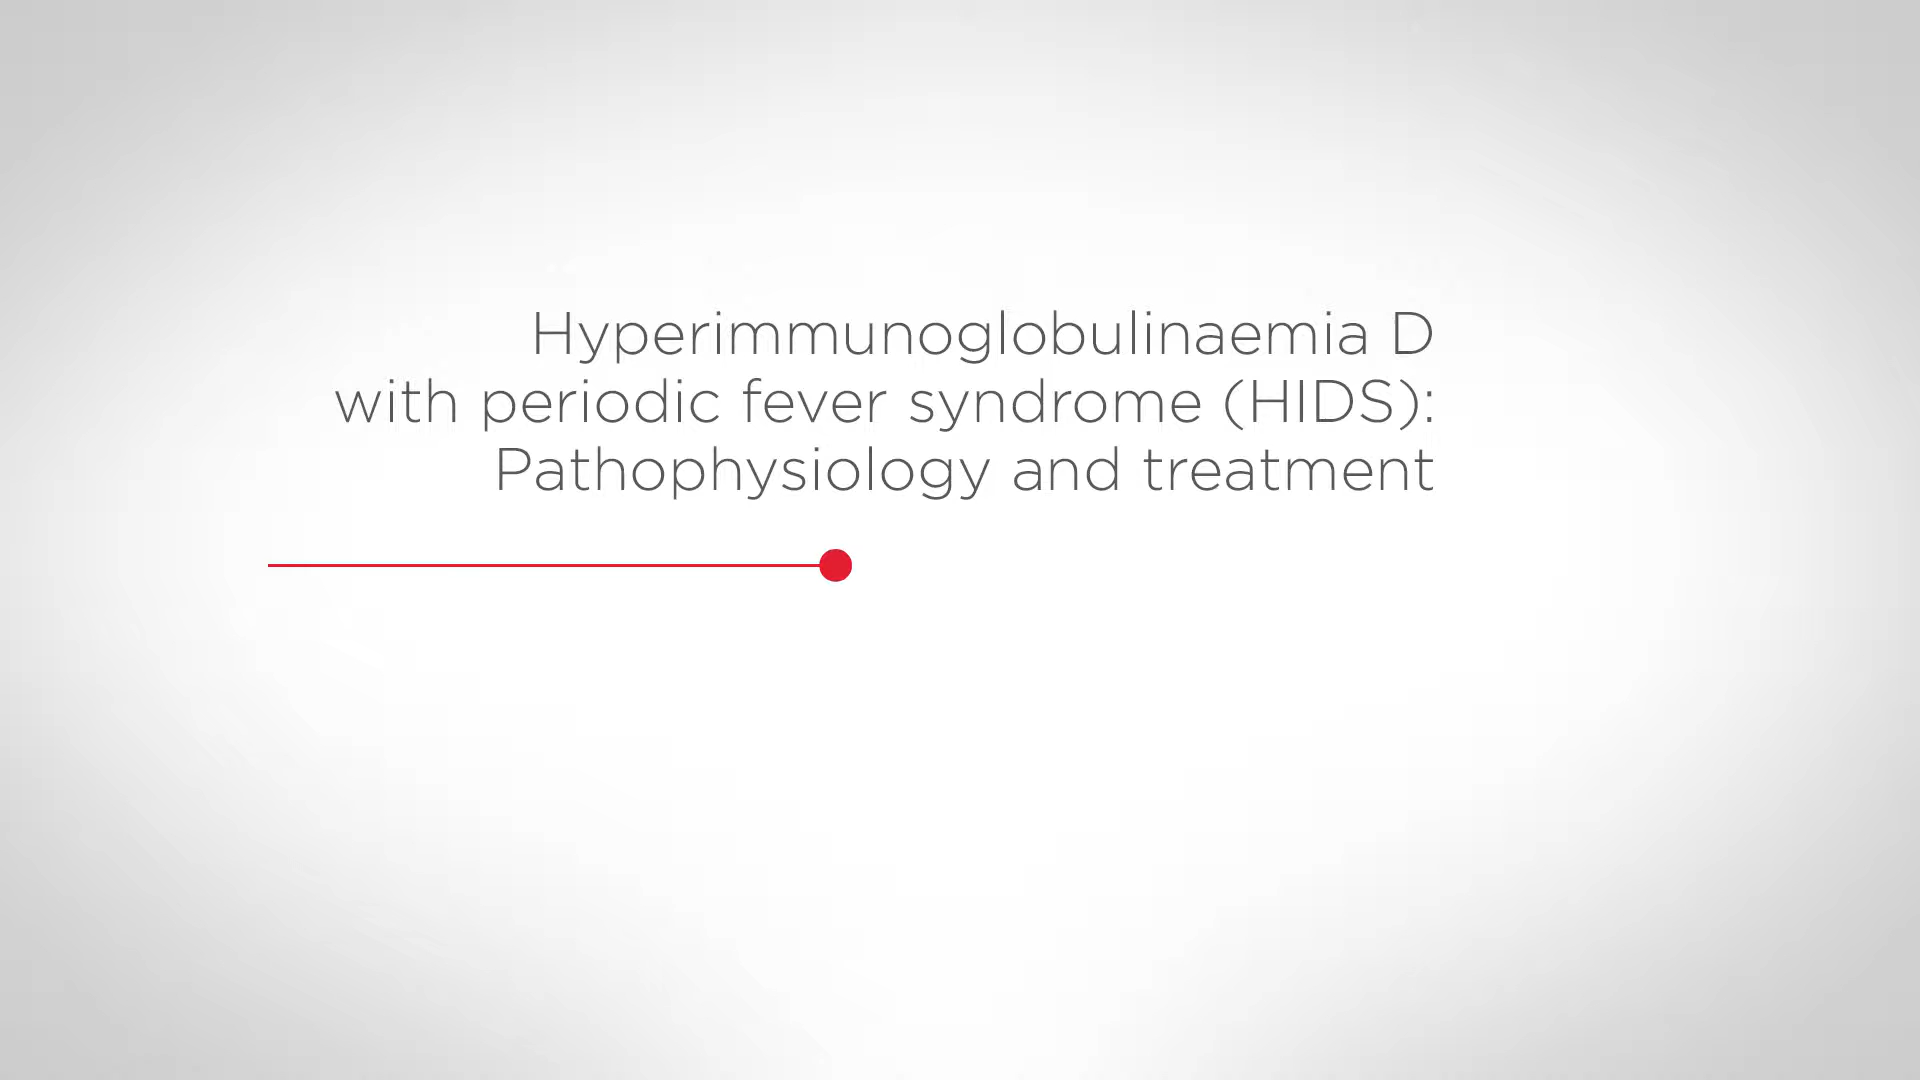 Hyperimmunoglobulinaemia D
with periodic fever syndrome (HIDS):
Pathophysiology and treatment